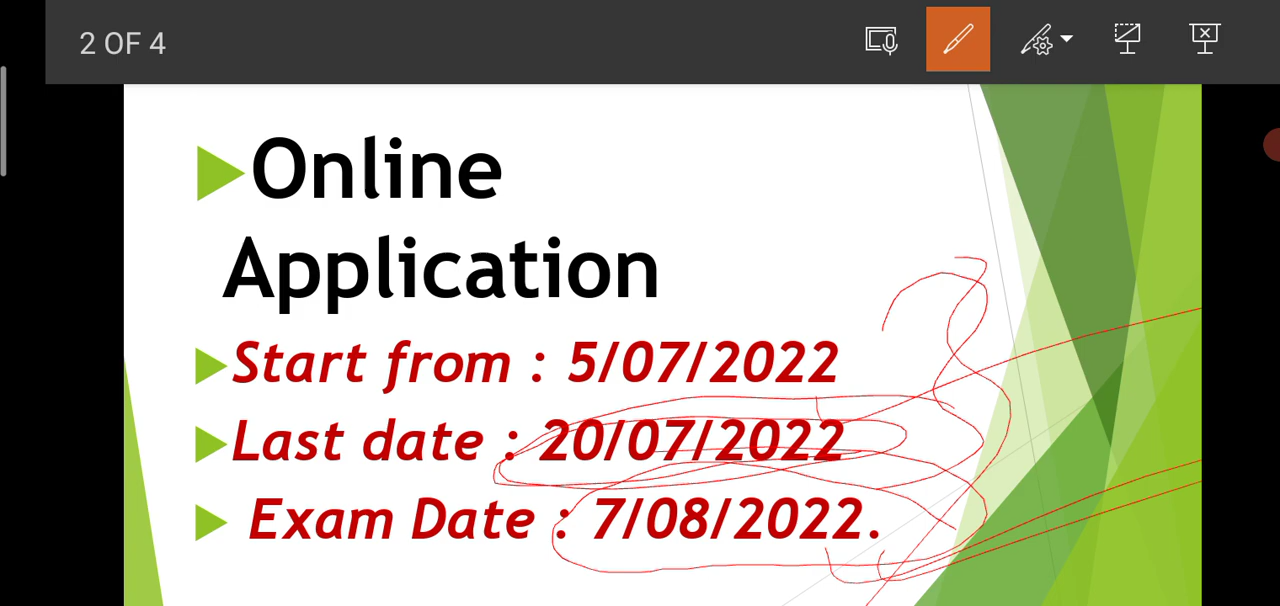 2 OF 4
Online
Application
Start from : 5/07/2022
Last date : 20/07/2022
Exam Date : 7/08/2022.